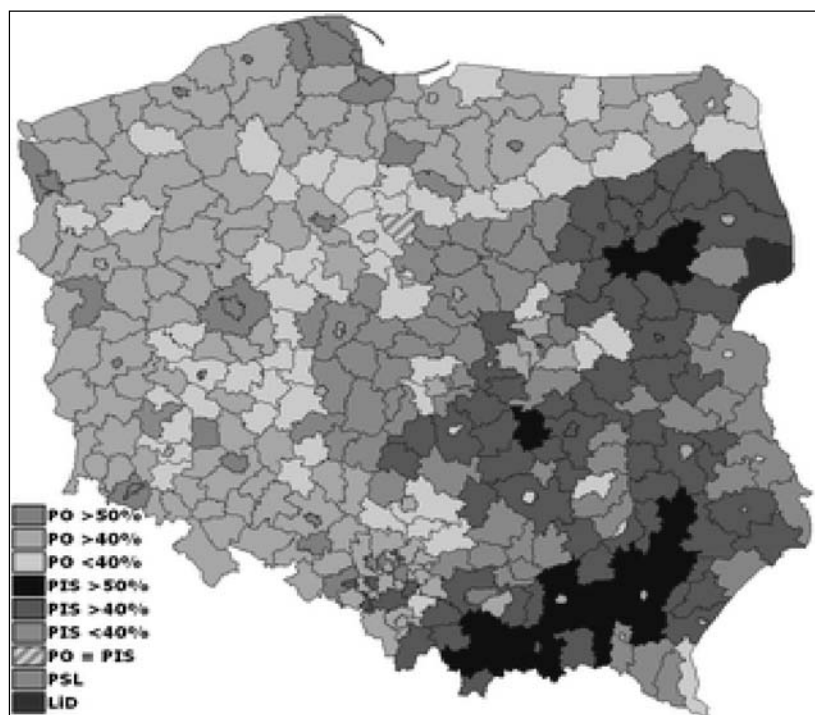 PO >50%
PO >40%
PO <40%
PIS >50%
PIS >40%
PIS <40%
PO = PIS
PSL
LiD